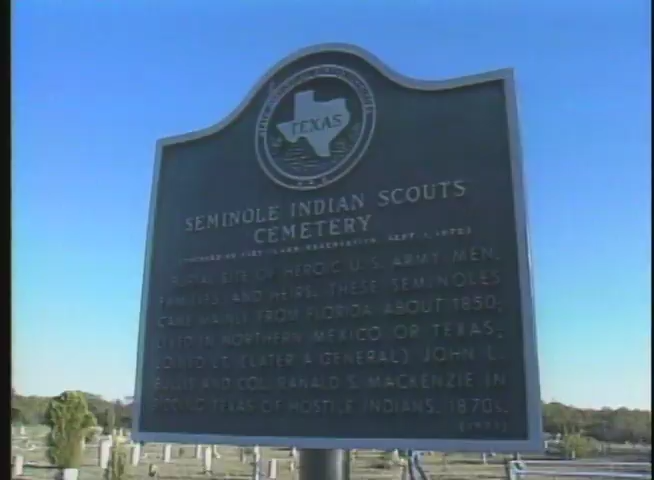 TEXAS
SEMINOLE INDIAN SCOUTS
CEMETERY
BURIAL SITE OF HEROIC U.S. ARMY MEN,
FAMILIES AND HEIRS. THESE SEMINOLES
CAME MAINLY FROM FLORIDA ABOUT 1850,
LIVED IN NORTHERN MEXICO OR TEXAS,
LT. (LATER A GENERAL) JOHN L.
BULLIS AND COL. RANALD S. MACKENZIE IN
RIDDING TEXAS OF HOSTILE INDIANS, 1870s.